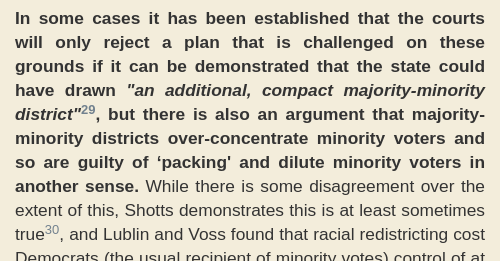 In some cases it has been established that the courts
will only reject a plan that is challenged on these
grounds if it can be demonstrated that the state could
have drawn "an additional, compact majority-minority
district"29, but there is also an argument that majority-
minority districts over-concentrate minority voters and
so are guilty of ‘packing' and dilute minority voters in
another sense. While there is some disagreement over the
extent of this, Shotts demonstrates this is at least sometimes
true30, and Lublin and Voss found that racial redistricting cost
Democrats (the usual recipient of minority votes) control of at